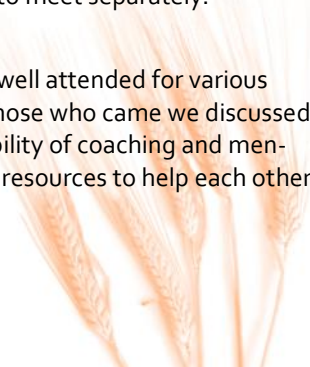 to meet separately.
well attended for various
those who came we discussed
bility of coaching and men-
resources to help each other